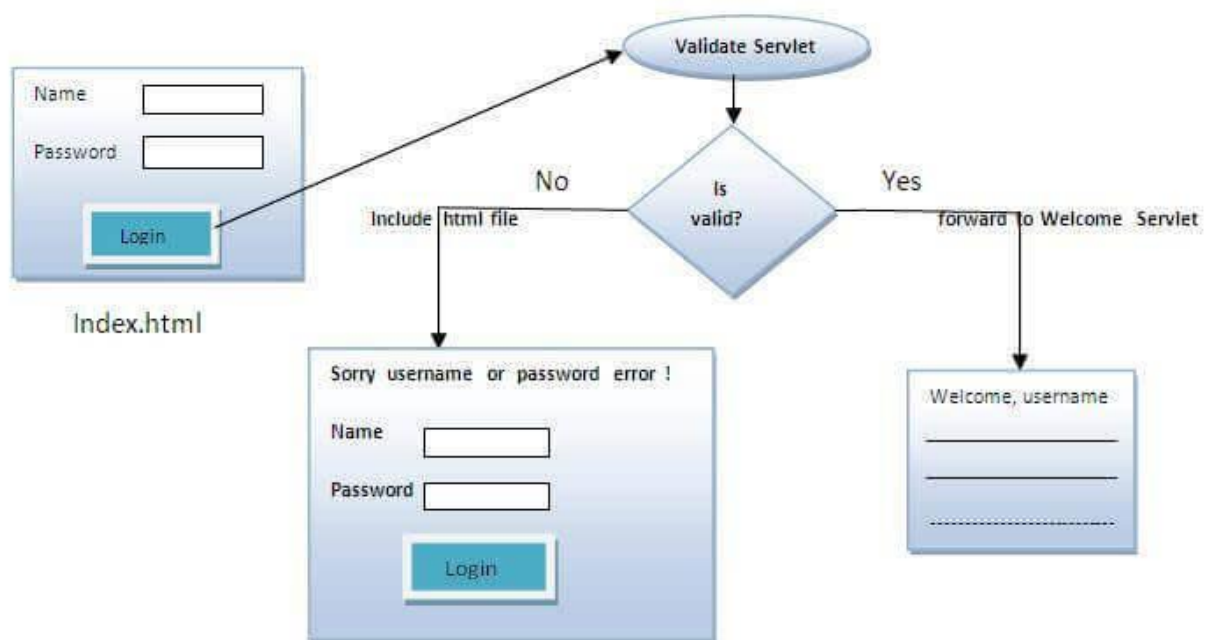 Validate Servlet
Name
Password
Login
Index.html
Is
valid?
No
Include html file
Yes
forward to Welcome Servlet
Sorry username or password error !
Name
Password
Login
Welcome, username